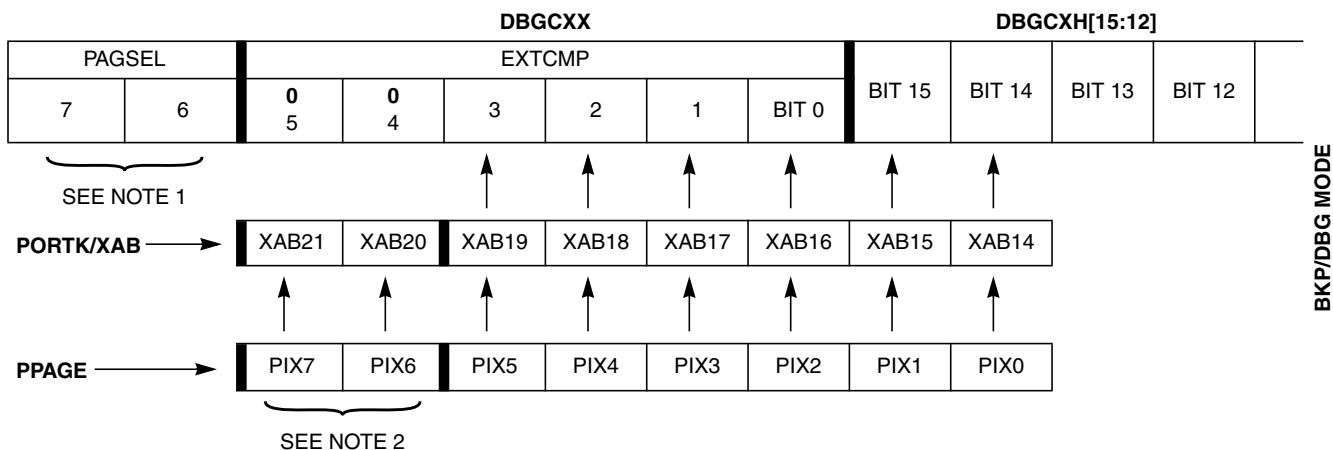 DBGCXX DBGCXH[15:12]
PAGSEL EXTCMP
7 6 0 5 0 4 3 2 1 BIT 0 BIT 15 BIT 14 BIT 13 BIT 12
SEE NOTE 1
PORTK/XAB XAB21 XAB20 XAB19 XAB18 XAB17 XAB16 XAB15 XAB14
PPAGE PIX7 PIX6 PIX5 PIX4 PIX3 PIX2 PIX1 PIX0
SEE NOTE 2
BKP/DBG MODE